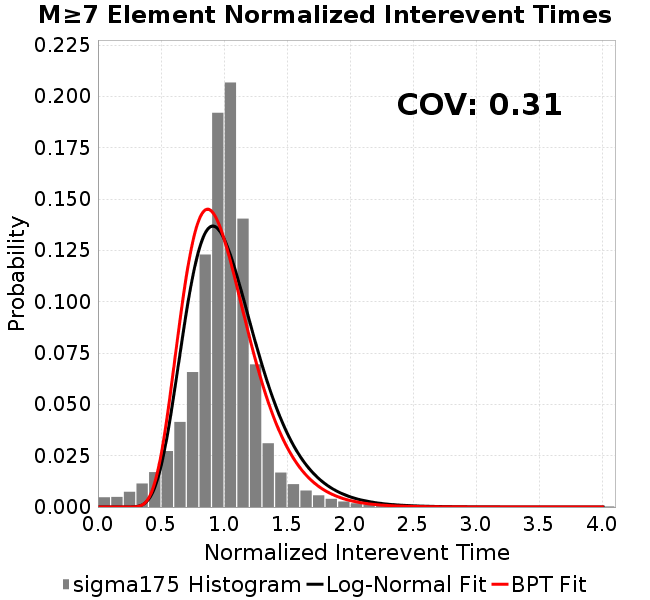 M≥7 Element Normalized Interevent Times
COV: 0.31
Probability
0.225
0.200
0.175
0.150
0.125
0.100
0.075
0.050
0.025
0.000
0.0 0.5 1.0 1.5 2.0 2.5 3.0 3.5 4.0
Normalized Interevent Time
sigma175 Histogram Log-Normal Fit BPT Fit